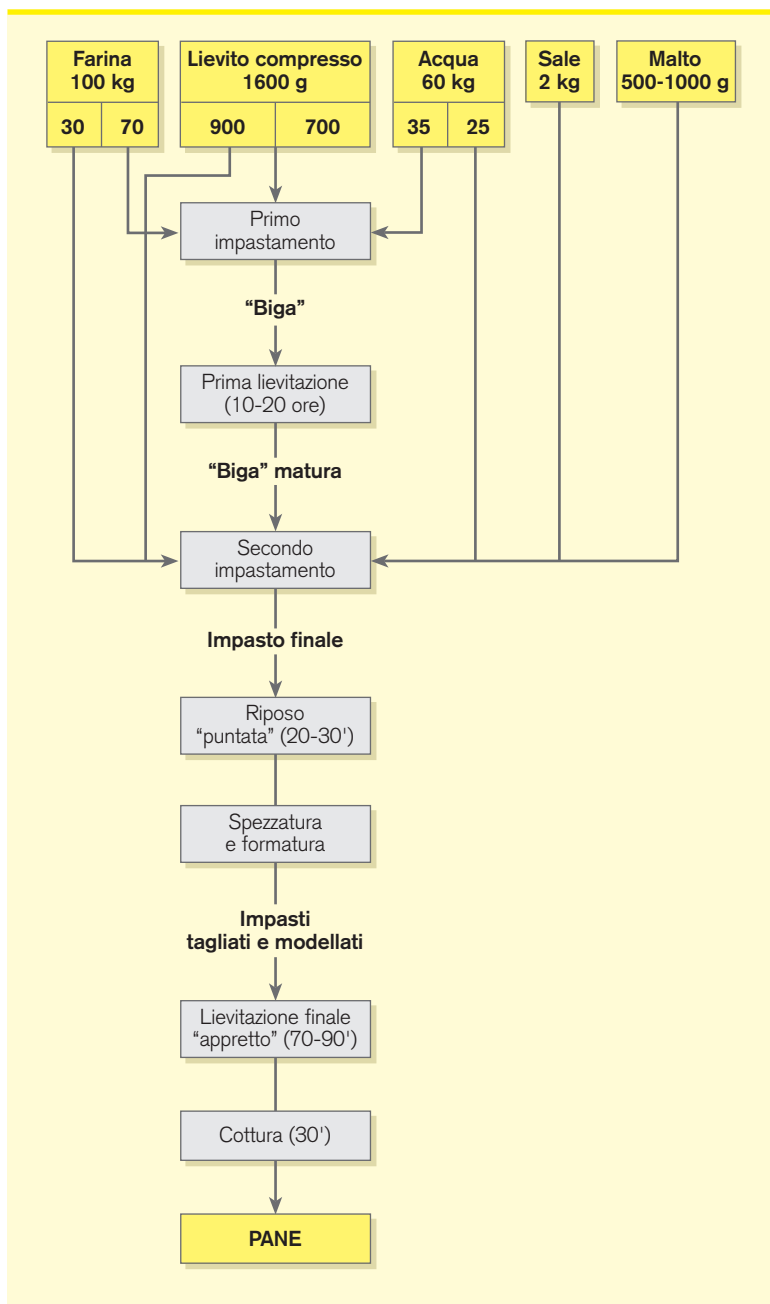 Farina
100 kg
30 70
Lievito compresso
1600 g
900 700
Acqua
60 kg
35 25
Sale
2 kg
Malto
500-1000 g
Primo
impastamento
“Biga”
Prima lievitazione
(10-20 ore)
“Biga” matura
Secondo
impastamento
Impasto finale
Riposo
“puntata” (20-30')
Spezzatura
e formatura
Impasti
tagliati e modellati
Lievitazione finale
“appretto” (70-90')
Cottura (30')
PANE